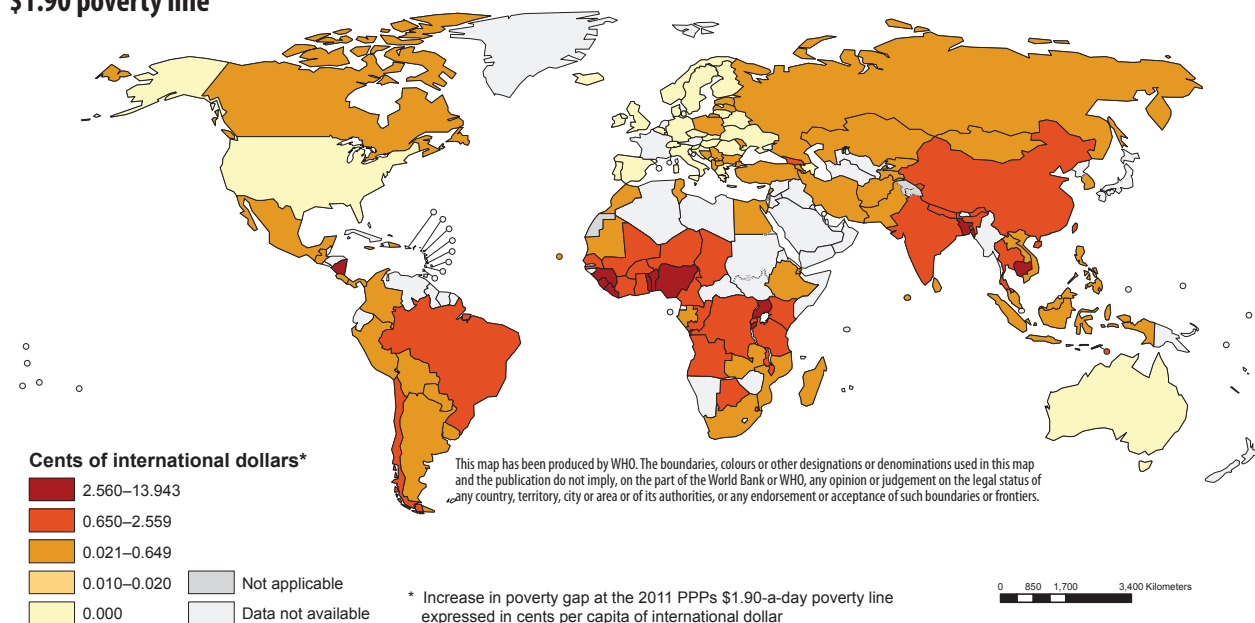 $1.90 poverty line
Cents of international dollars*
2.560–13.943
0.650–2.559
0.021–0.649
0.010–0.020
0.000
Not applicable
Data not available
This map has been produced by WHO. The boundaries, colours or other designations or denominations used in this map
and the publication do not imply, on the part of the World Bank or WHO, any opinion or judgement on the legal status of
any country, territory, city or area or of its authorities, or any endorsement or acceptance of such boundaries or frontiers.
* Increase in poverty gap at the 2011 PPPs $1.90-a-day poverty line
expressed in cents per capita of international dollar
0 850 1,700 3,400 Kilometers